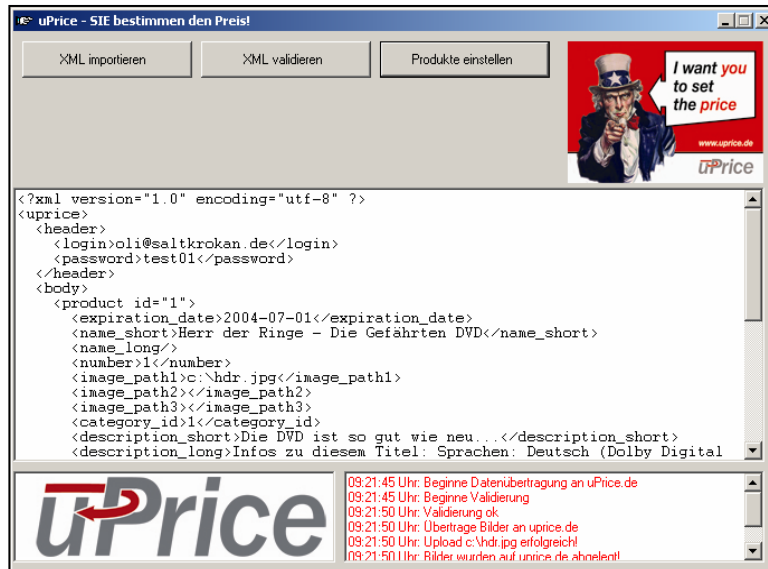 uPrice - SIE bestimmen den Preis!
XML importieren
XML validieren
Produkte einstellen
I want you
to set
the price
www.uprice.de
uPrice
<?xml version="1.0" encoding="utf-8" ?>
<uprice>
<header>
<login>oli@saltkrokan.de</login>
<password>test01</password>
</header>
<body>
<product id="1">
<expiration_date>2004-07-01</expiration_date>
<name_short>Herr der Ringe - Die Gefährten DVD</name_short>
<name_long/>
<number>1</number>
<image_path1>c:\hdr.jpg</image_path1>
<image_path2></image_path2>
<image_path3></image_path3>
<category_id>1</category_id>
<description_short>Die DVD ist so gut wie neu...</description_short>
<description_long>Infos zu diesem Titel: Sprachen: Deutsch (Dolby Digital
uPrice
09:21:45 Uhr: Beginne Datenübertragung an uPrice.de
09:21:45 Uhr: Beginne Validierung
09:21:50 Uhr: Validierung ok
09:21:50 Uhr: Übertrage Bilder an uprice.de
09:21:50 Uhr: Upload c:\hdr.jpg erfolgreich!
09:21:50 Uhr: Bilder wurden auf uprice.de abgelegt!